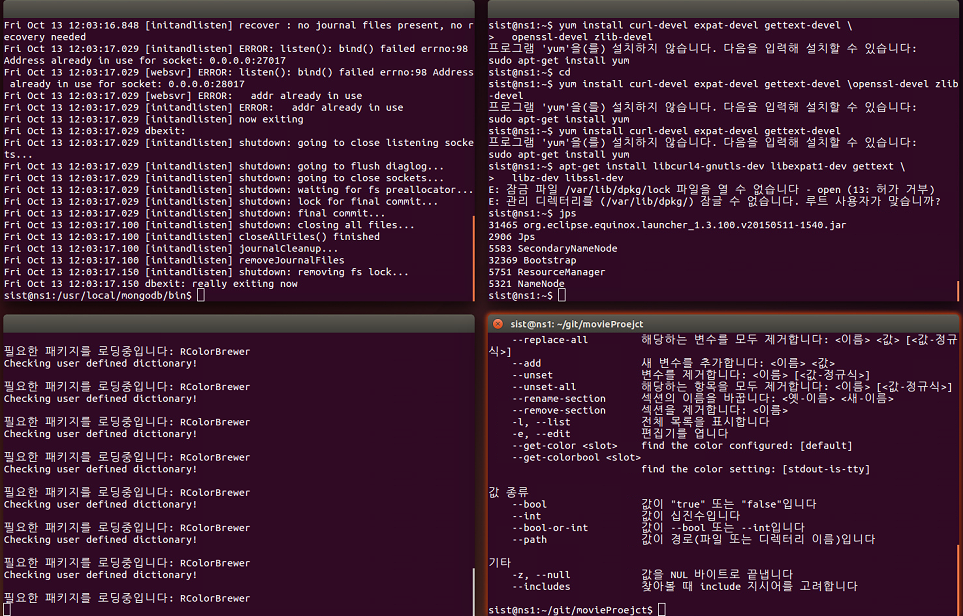 Fri Oct 13 12:03:16.848 [initandlisten] recover : no journal files present, no r
ecovery needed
Fri Oct 13 12:03:17.029 [initandlisten] ERROR: listen(): bind() failed errno:98
Address already in use for socket: 0.0.0.0:27017
Fri Oct 13 12:03:17.029 [websvr] ERROR: listen(): bind() failed errno:98 Address
 already in use for socket: 0.0.0.0:28017
Fri Oct 13 12:03:17.029 [websvr] ERROR:   addr already in use
Fri Oct 13 12:03:17.029 [initandlisten] ERROR:   addr already in use
Fri Oct 13 12:03:17.029 [initandlisten] now exiting
Fri Oct 13 12:03:17.029 dbexit:
Fri Oct 13 12:03:17.029 [initandlisten] shutdown: going to close listening socke
ts...
Fri Oct 13 12:03:17.029 [initandlisten] shutdown: going to flush diaglog...
Fri Oct 13 12:03:17.029 [initandlisten] shutdown: going to close sockets...
Fri Oct 13 12:03:17.029 [initandlisten] shutdown: waiting for fs preallocator...
Fri Oct 13 12:03:17.029 [initandlisten] shutdown: lock for final commit...
Fri Oct 13 12:03:17.029 [initandlisten] shutdown: final commit...
Fri Oct 13 12:03:17.100 [initandlisten] shutdown: closing all files...
Fri Oct 13 12:03:17.100 [initandlisten] closeAllFiles() finished
Fri Oct 13 12:03:17.100 [initandlisten] journalCleanup...
Fri Oct 13 12:03:17.100 [initandlisten] removeJournalFiles
Fri Oct 13 12:03:17.150 [initandlisten] shutdown: removing fs lock...
Fri Oct 13 12:03:17.150 dbexit: really exiting now
sist@ns1:/usr/local/mongodb/bin$
sist@ns1:~$ yum install curl-devel expat-devel gettext-devel \
>   openssl-devel zlib-devel
프로그램 'yum'을(를) 설치하지 않습니다. 다음을 입력해 설치할 수 있습니다:
sudo apt-get install yum
sist@ns1:~$ cd
sist@ns1:~$ yum install curl-devel expat-devel gettext-devel \openssl-devel zlib
-devel
프로그램 'yum'을(를) 설치하지 않습니다. 다음을 입력해 설치할 수 있습니다:
sudo apt-get install yum
sist@ns1:~$ yum install curl-devel expat-devel gettext-devel
프로그램 'yum'을(를) 설치하지 않습니다. 다음을 입력해 설치할 수 있습니다:
sudo apt-get install yum
sist@ns1:~$ apt-get install libcurl4-gnutls-dev libexpat1-dev gettext \
>   libz-dev libssl-dev
E: 잠금 파일 /var/lib/dpkg/lock 파일을 열 수 없습니다 - open (13: 허가 거부)
E: 관리 디렉터리를 (/var/lib/dpkg/) 잠글 수 없습니다. 루트 사용자가 맞습니까?
sist@ns1:~$ jps
31465 org.eclipse.equinox.launcher_1.3.100.v20150511-1540.jar
2906 Jps
5583 SecondaryNameNode
32369 Bootstrap
5751 ResourceManager
5321 NameNode
sist@ns1:~$
필요한 패키지를 로딩중입니다: RColorBrewer
Checking user defined dictionary!
필요한 패키지를 로딩중입니다: RColorBrewer
Checking user defined dictionary!
필요한 패키지를 로딩중입니다: RColorBrewer
Checking user defined dictionary!
필요한 패키지를 로딩중입니다: RColorBrewer
Checking user defined dictionary!
필요한 패키지를 로딩중입니다: RColorBrewer
Checking user defined dictionary!
필요한 패키지를 로딩중입니다: RColorBrewer
Checking user defined dictionary!
필요한 패키지를 로딩중입니다: RColorBrewer
Checking user defined dictionary!
필요한 패키지를 로딩중입니다: RColorBrewer
sist@ns1: ~/git/movieProejct
--replace-all 해당하는 변수를 모두 제거합니다: <이름> <값> [<값-정규
식>]
--add 새 변수를 추가합니다: <이름> <값>
--unset 변수를 제거합니다: <이름> [<값-정규식>]
--unset-all 해당하는 항목을 모두 제거합니다: <이름> [<값-정규식>]
--rename-section 섹션의 이름을 바꿉니다: <옛-이름> <새-이름>
--remove-section 섹션을 제거합니다: <이름>
-l, --list 전체 목록을 표시합니다
-e, --edit 편집기를 엽니다
--get-color <slot> find the color configured: [default]
--get-colorbool <slot>
find the color setting: [stdout-is-tty]
값 종류
--bool 값이 "true" 또는 "false"입니다
--int 값이 십진수입니다
--bool-or-int 값이 --bool 또는 --int입니다
--path 값이 경로(파일 또는 디렉터리 이름)입니다
기타
-z, --null 값을 NUL 바이트로 끝냅니다
--includes 찾아볼 때 include 지시어를 고려합니다
sist@ns1:~/git/movieProejct$